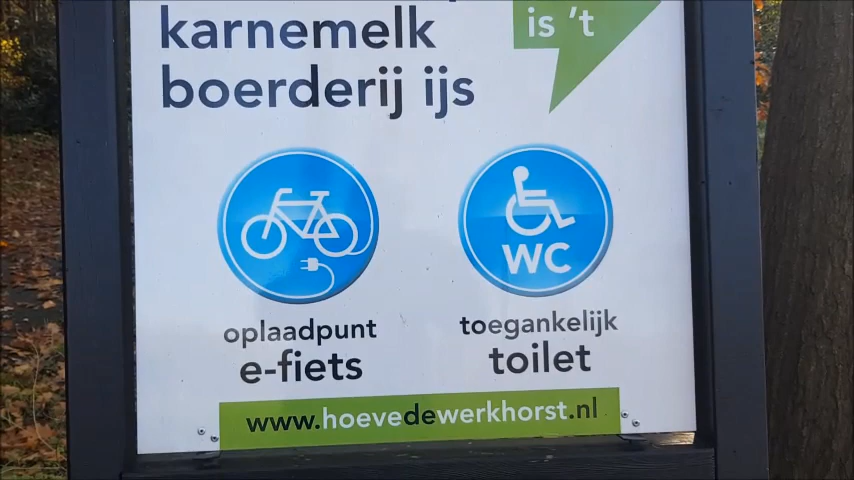 karnemelk
boerderij ijs
is 't
WC
oplaadpunt
e-fiets
toegankelijk
toilet
www.hoevedewerkhorst.nl